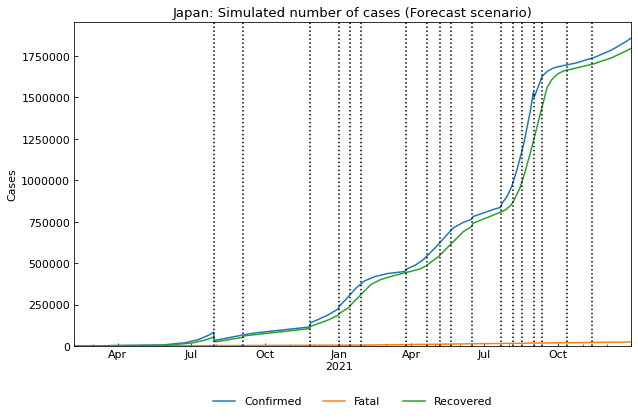 Japan: Simulated number of cases (Forecast scenario)
Cases
1750000
1500000
1250000
1000000
750000
500000
250000
0
Apr Jul Oct Jan Apr Jul Oct
2021
Confirmed Fatal Recovered